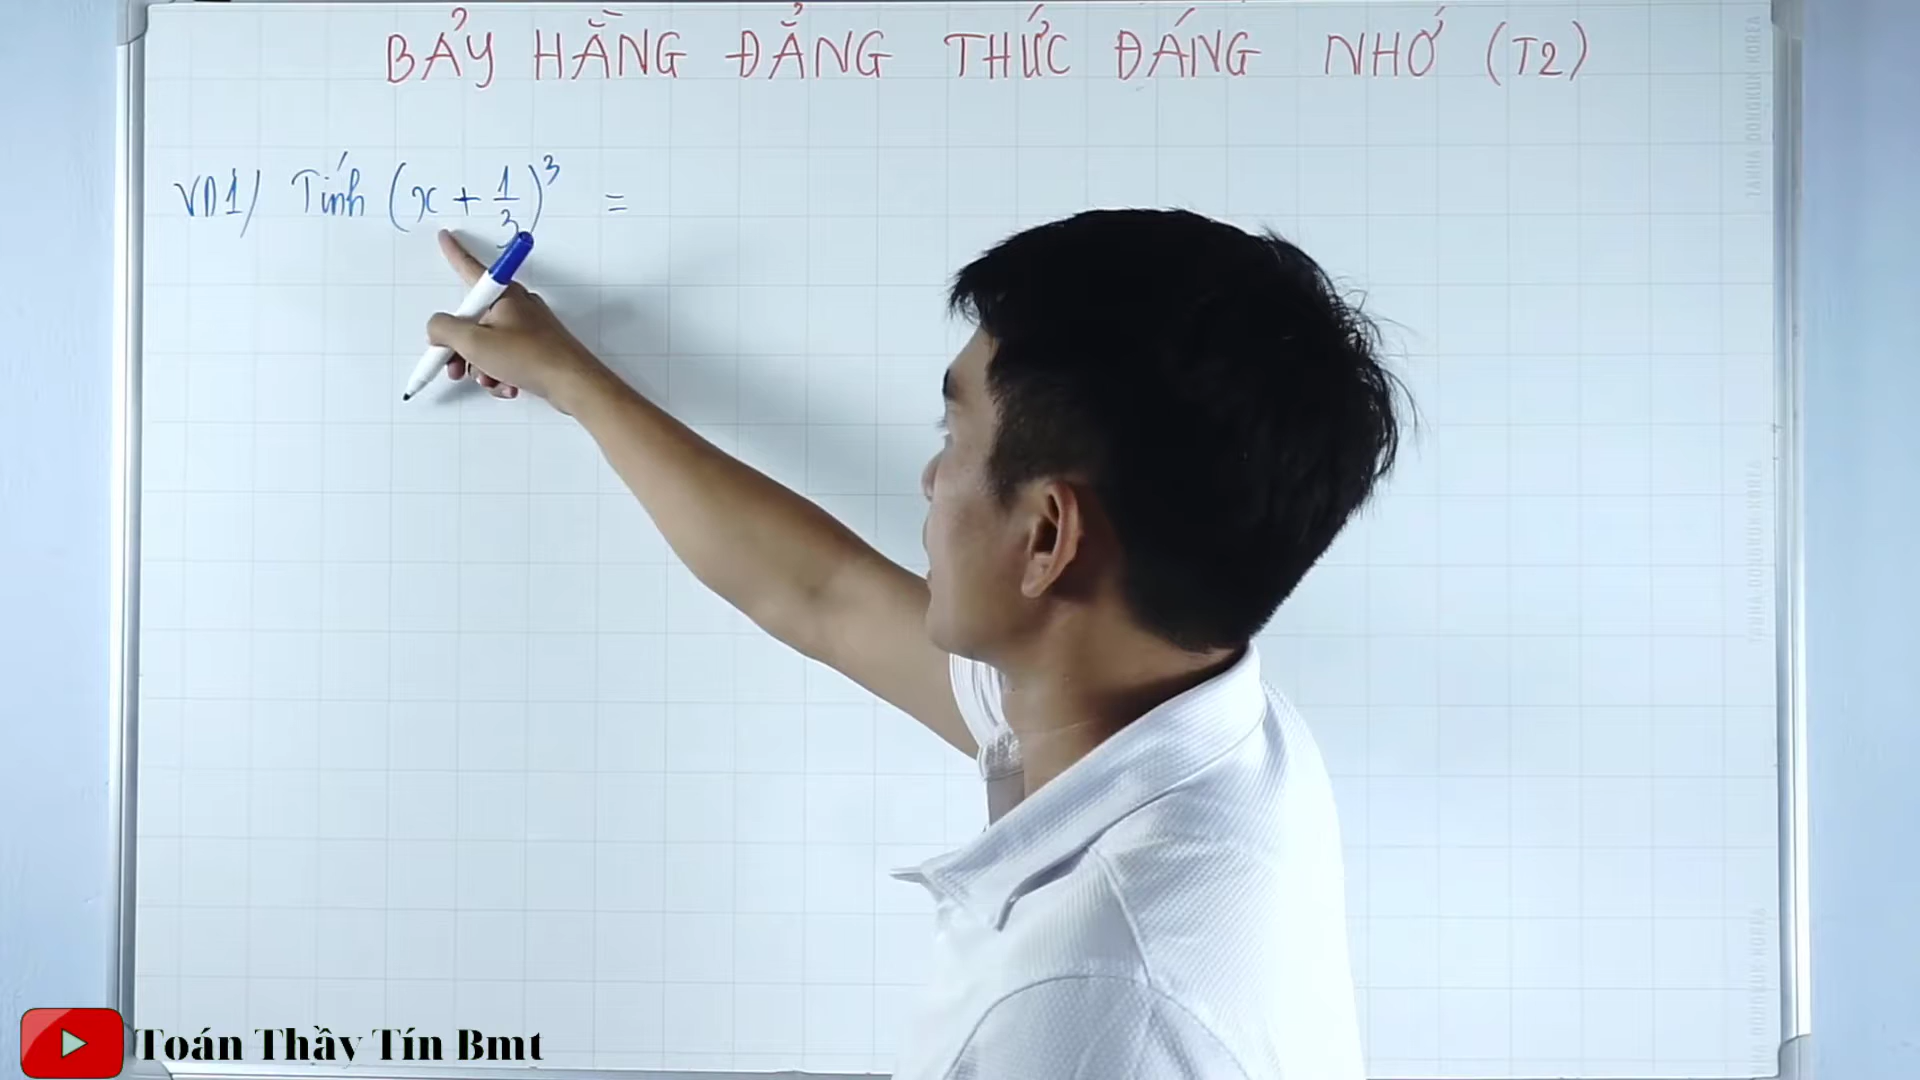 BẢY HẰNG ĐẲNG THỨC ĐÁNG NHỚ (T2)
VD1/ Tính (x + 1/3)³ =
Toán Thầy Tín Bmt